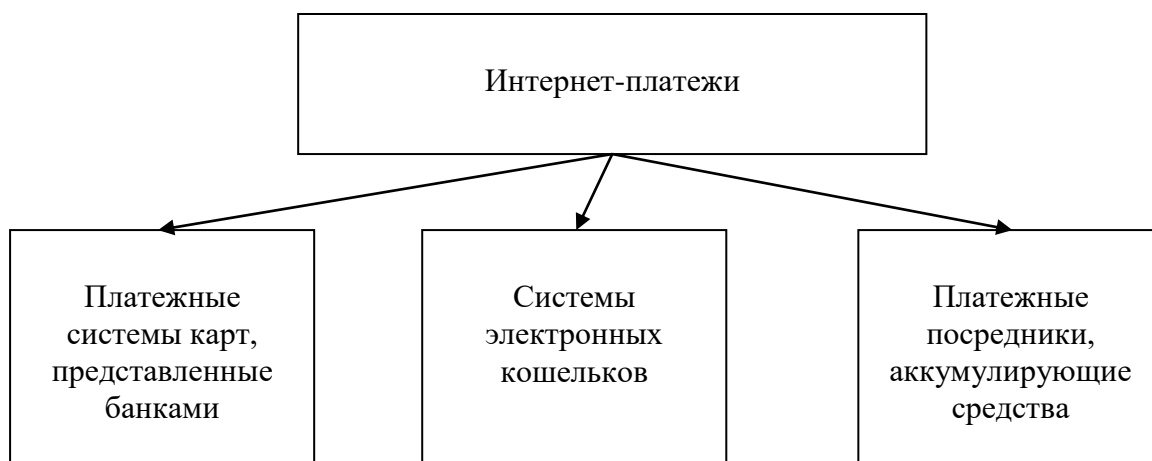 Интернет-платежи
Платежные
системы карт,
представленные
банками
Системы
электронных
кошельков
Платежные
посредники,
аккумулирующие
средства